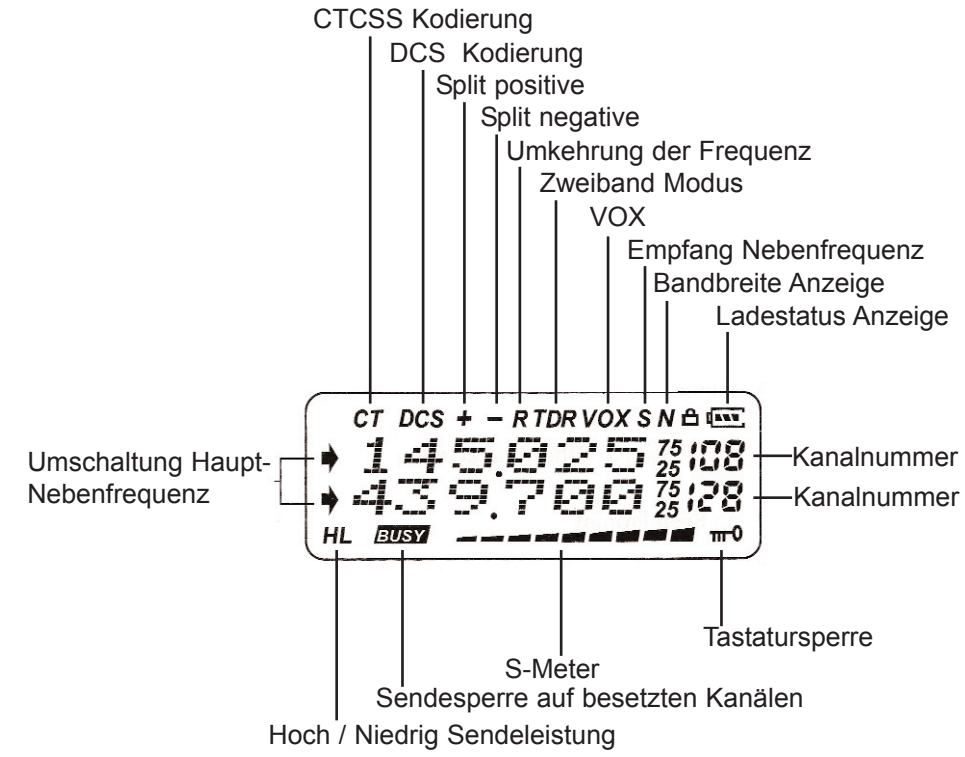 CTCSS Kodierung
DCS Kodierung
Split positive
Split negative
Umkehrung der Frequenz
Zweiband Modus
VOX
Empfang Nebenfrequenz
Bandbreite Anzeige
Ladestatus Anzeige
CT DCS + - R TDR VOX S N
145.025 75 25 108
439.700 75 25 128
HL BUSY
Umschaltung Haupt-
Nebenfrequenz
Kanalnummer
Kanalnummer
Tastatursperre
S-Meter
Sendesperre auf besetzten Kanälen
Hoch / Niedrig Sendeleistung